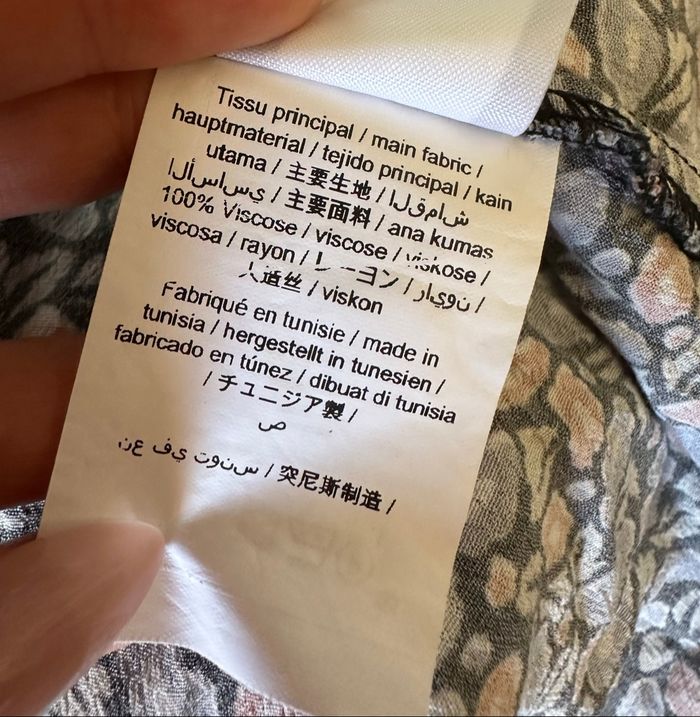 Tissu principal / main fabric /
hauptmaterial / tejido principal / kain
utama / 主要生地 / القماش
الأساسي / 主要面料 / ana kumas
100% Viscose / viscose / viskose /
viscosa / rayon / レーヨン / رايون /
人适丝 / viskon
Fabriqué en tunisie / made in
tunisia / hergestellt in tunesien /
fabricado en túnez / dibuat di tunisia
/ チュニジア製 /
ص
نع في تونس / 突尼斯制造 /